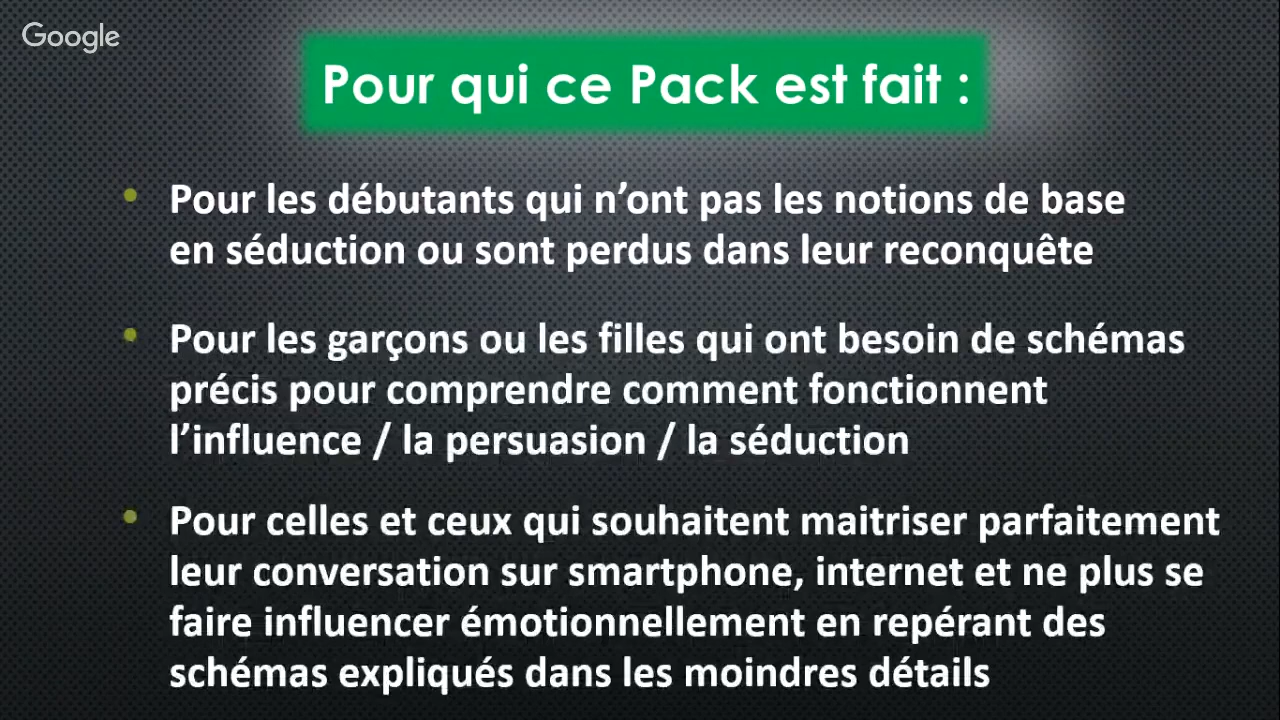 Google
Pour qui ce Pack est fait :
• Pour les débutants qui n’ont pas les notions de base
en séduction ou sont perdus dans leur reconquête
• Pour les garçons ou les filles qui ont besoin de schémas
précis pour comprendre comment fonctionnent
l’influence / la persuasion / la séduction
• Pour celles et ceux qui souhaitent maitriser parfaitement
leur conversation sur smartphone, internet et ne plus se
faire influencer émotionnellement en repérant des
schémas expliqués dans les moindres détails